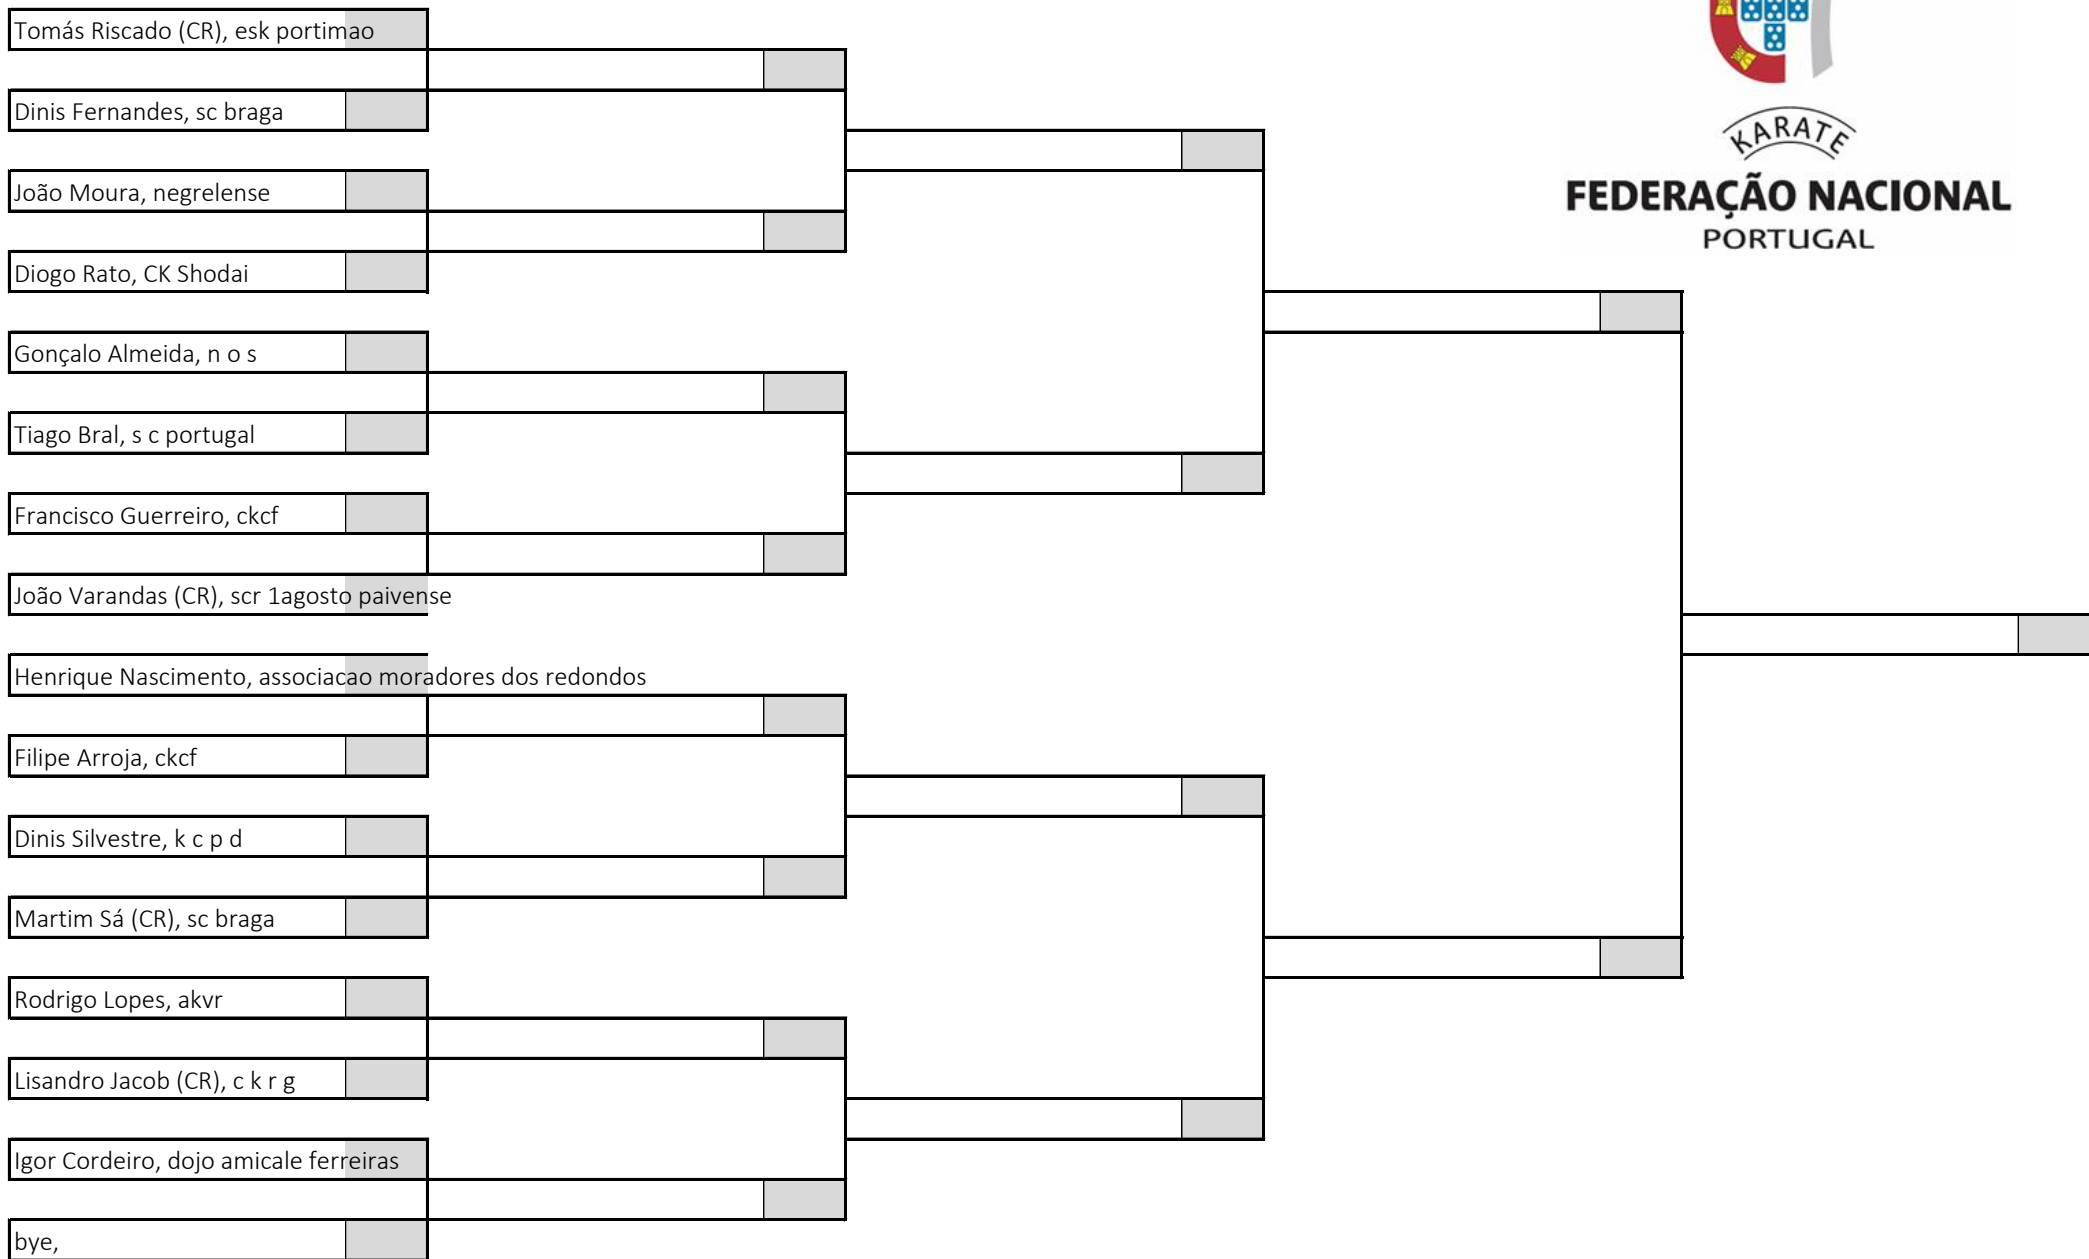 Tomás Riscado (CR), esk portimao
Dinis Fernandes, sc braga
João Moura, negrelense
Diogo Rato, CK Shodai
Gonçalo Almeida, n o s
Tiago Bral, s c portugal
Francisco Guerreiro, ckcf
João Varandas (CR), scr 1agosto paivense
Henrique Nascimento, associacao moradores dos redondos
Filipe Arroja, ckcf
Dinis Silvestre, k c p d
Martim Sá (CR), sc braga
Rodrigo Lopes, akvr
Lisandro Jacob (CR), c k r g
Igor Cordeiro, dojo amicale ferreiras
bye,
KARATE
FEDERAÇÃO NACIONAL
PORTUGAL